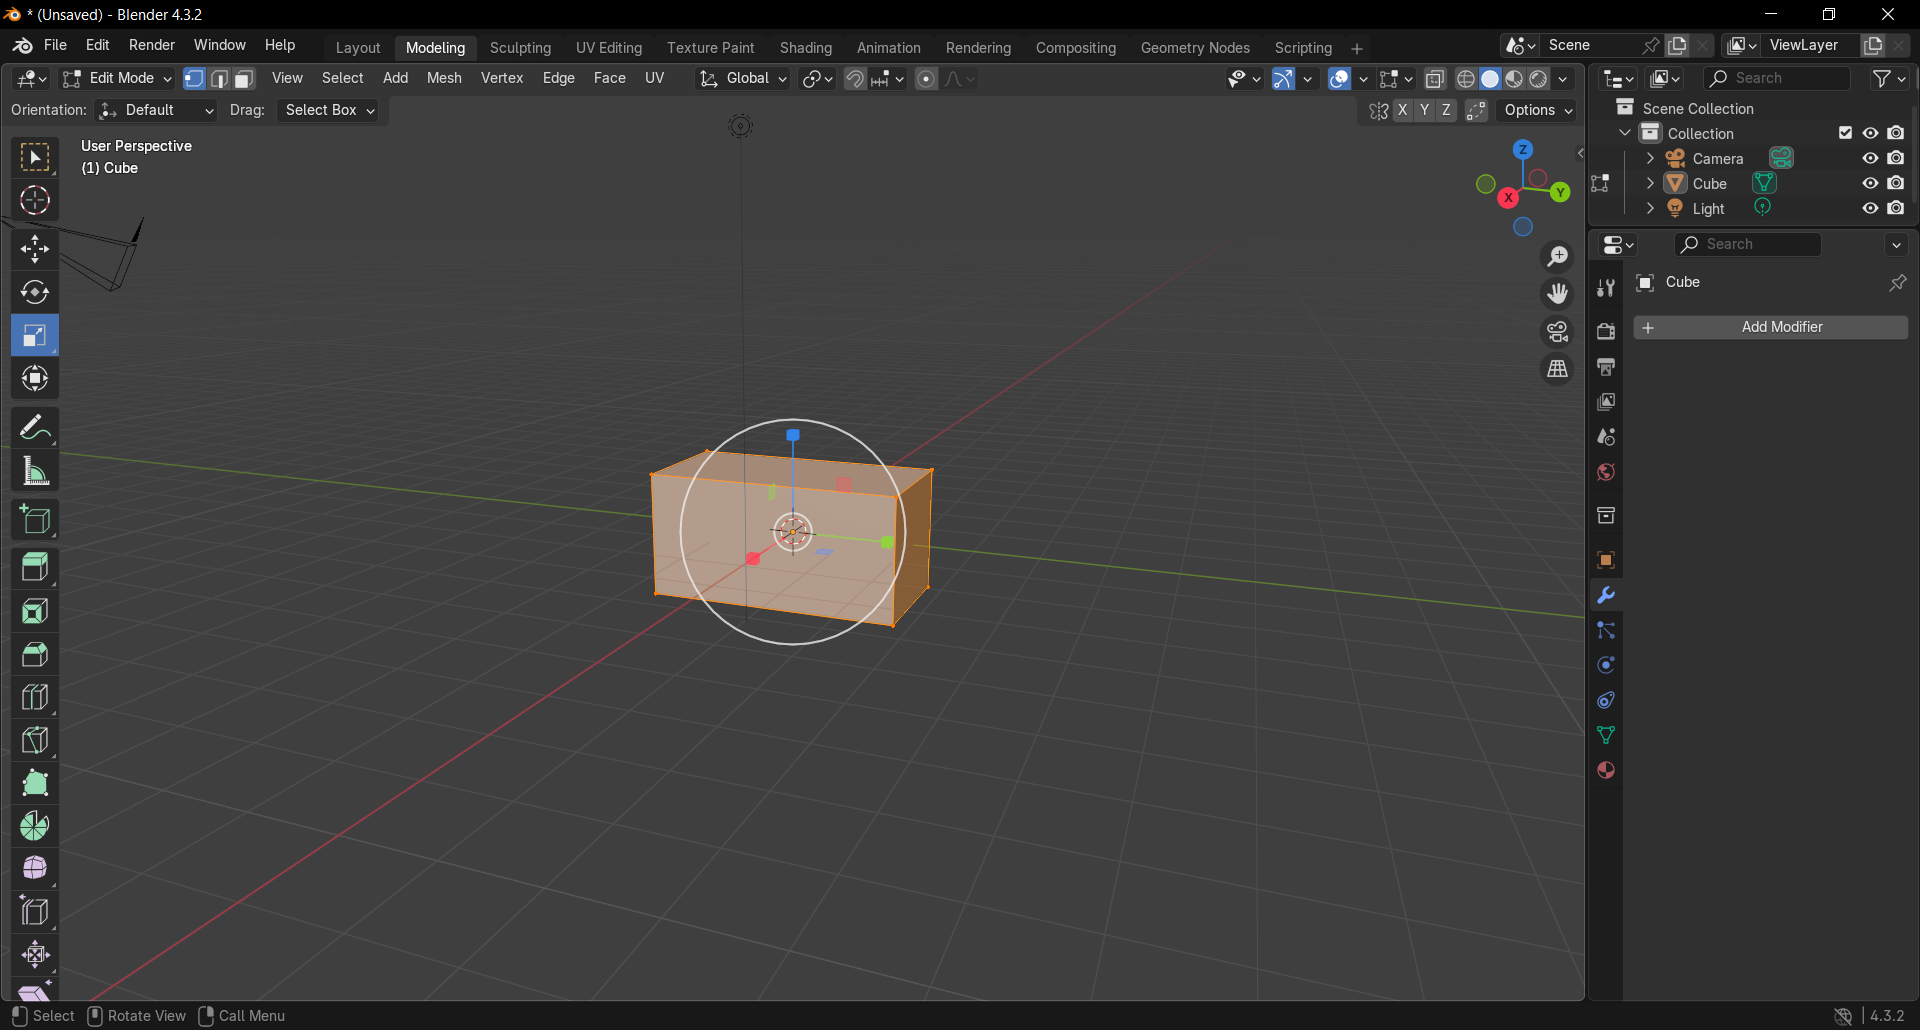 * (Unsaved) - Blender 4.3.2
File Edit Render Window Help Layout Modeling Sculpting UV Editing Texture Paint Shading Animation Rendering Compositing Geometry Nodes Scripting + Scene ViewLayer
Edit Mode View Select Add Mesh Vertex Edge Face UV Global Search
Orientation: Default Drag: Select Box X Y Z Options
Scene Collection
Collection
Camera
Cube
Light
User Perspective
(1) Cube
Z
Y
X
Search
Cube
+ Add Modifier
Select Rotate View Call Menu 4.3.2